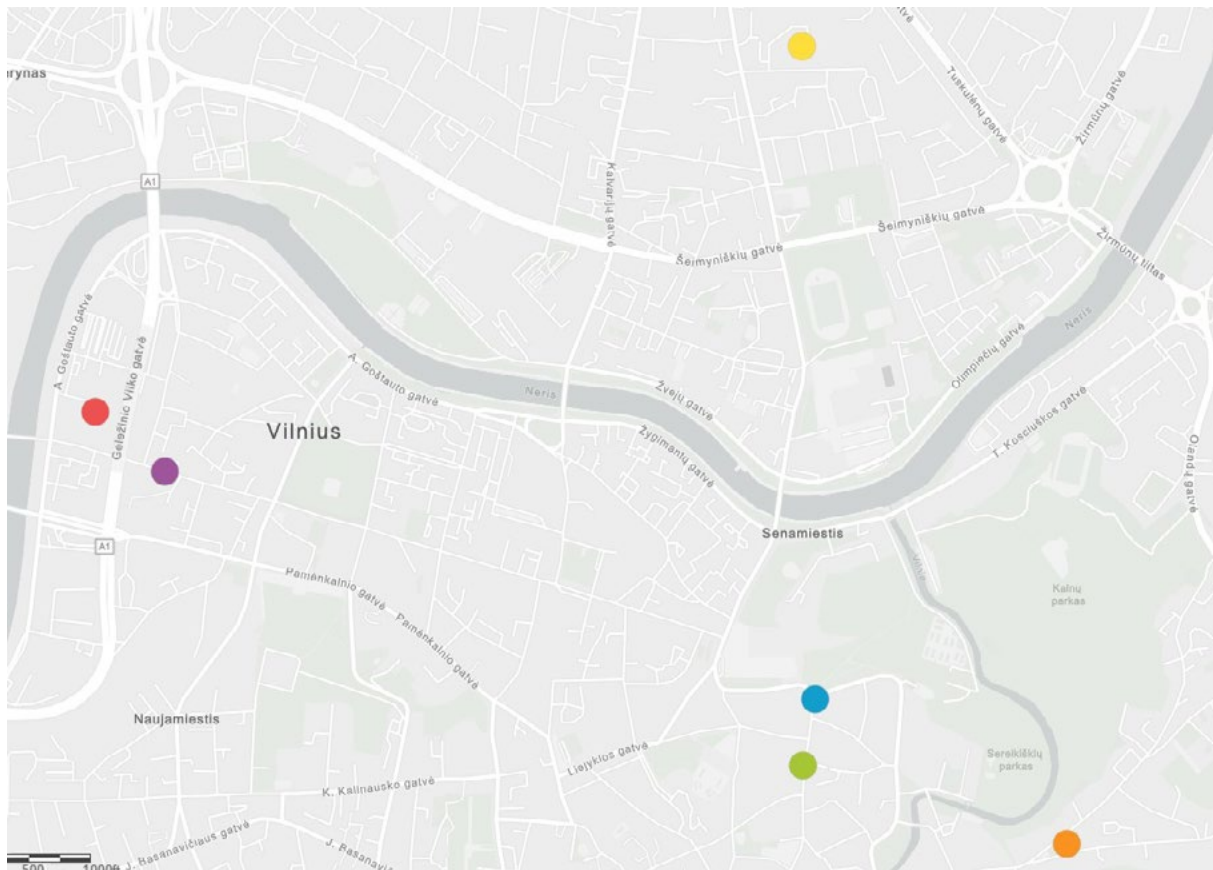 erynas
Tuskulėnų gatvė
Žirmūnų gatvė
A1
Kalvarijų gatvė
Šeimyniškių gatvė
Šeimyniškių gatvė
Žirmūnų tiltas
A. Goštauto gatvė
Geležinio Vilko gatvė
A. Goštauto gatvė
Neris
Neris
Olimpiečių gatvė
Žvejų gatvė
Žygimantų gatvė
T. Kosciuškos gatvė
Olandų gatvė
Vilnius
A1
Senamiestis
Vilnia
Kalnų
parkas
Pamėnkalnio gatvė
Pamėnkalnio gatvė
Naujamiestis
Liejyklos gatvė
Sereikiškių
parkas
K. Kalinausko gatvė
J. Basanavičiaus gatvė
J. Basanavič
500 1000ft